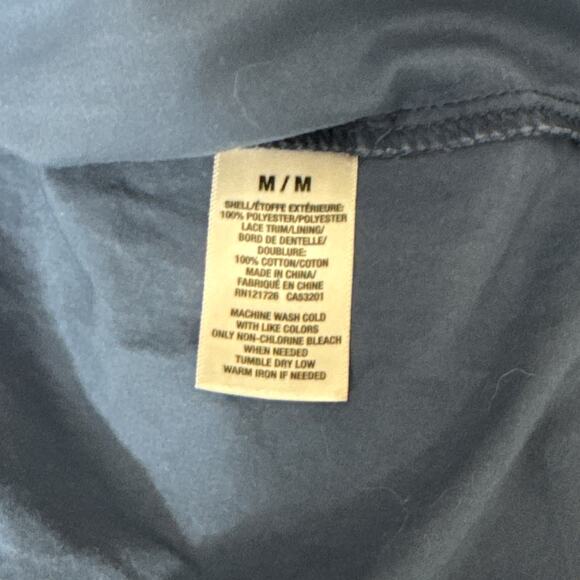 M / M
SHELL/ÉTOFFE EXTÉRIEURE:
100% POLYESTER/POLYESTER
LACE TRIM/LINING/
BORD DE DENTELLE/
DOUBLURE:
100% COTTON/COTON
MADE IN CHINA/
FABRIQUÉ EN CHINE
RN121726 CA53201
MACHINE WASH COLD
WITH LIKE COLORS
ONLY NON-CHLORINE BLEACH
WHEN NEEDED
TUMBLE DRY LOW
WARM IRON IF NEEDED